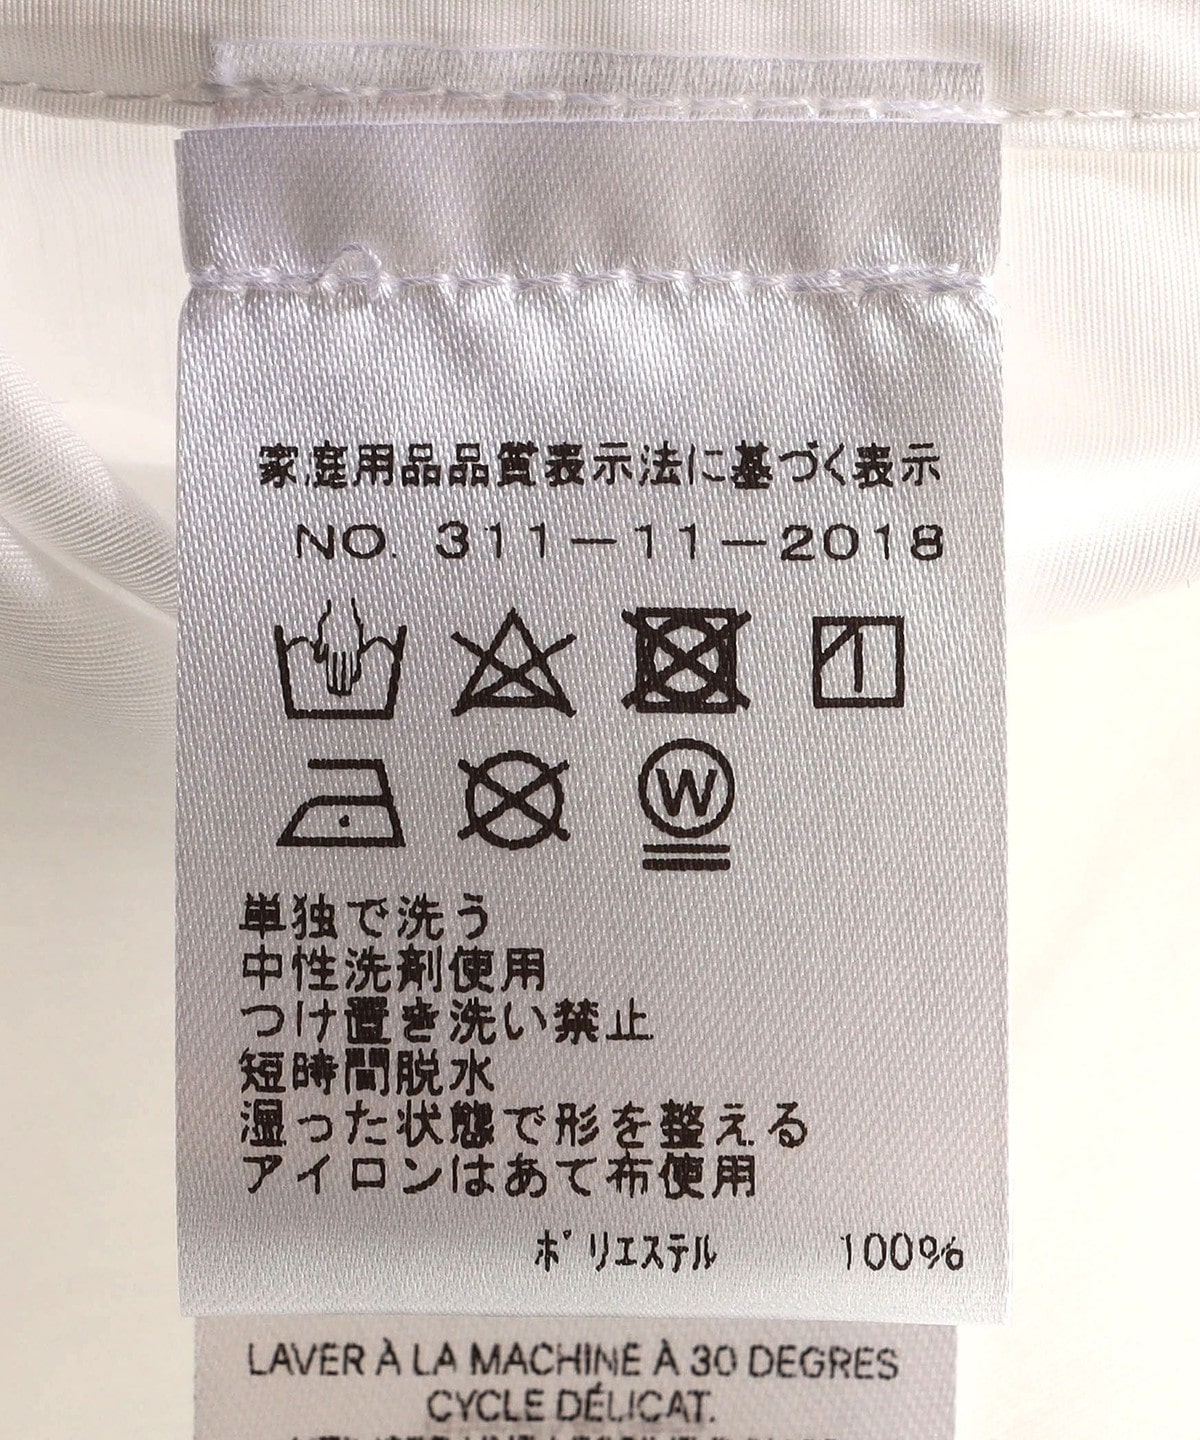 家庭用品品質表示法に基づく表示
NO. 311-11-2018
W
単独で洗う
中性洗剤使用
つけ置き洗い禁止
短時間脱水
湿った状態で形を整える
アイロンはあて布使用
ポリエステル 100%
LAVER À LA MACHINE À 30 DEGRES
CYCLE DÉLICAT.